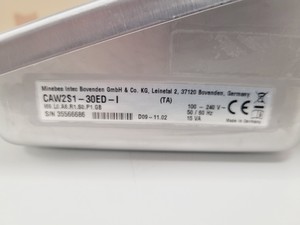 Minebea Intec Bovenden GmbH & Co. KG, Leinetal 2, 37120 Bovenden, Germany
CAW2S1-30ED-I (TA)
100 - 240 V~
50 / 60 Hz
15 VA
S/N 35566686 D09-11.02
Made in Germany
CE